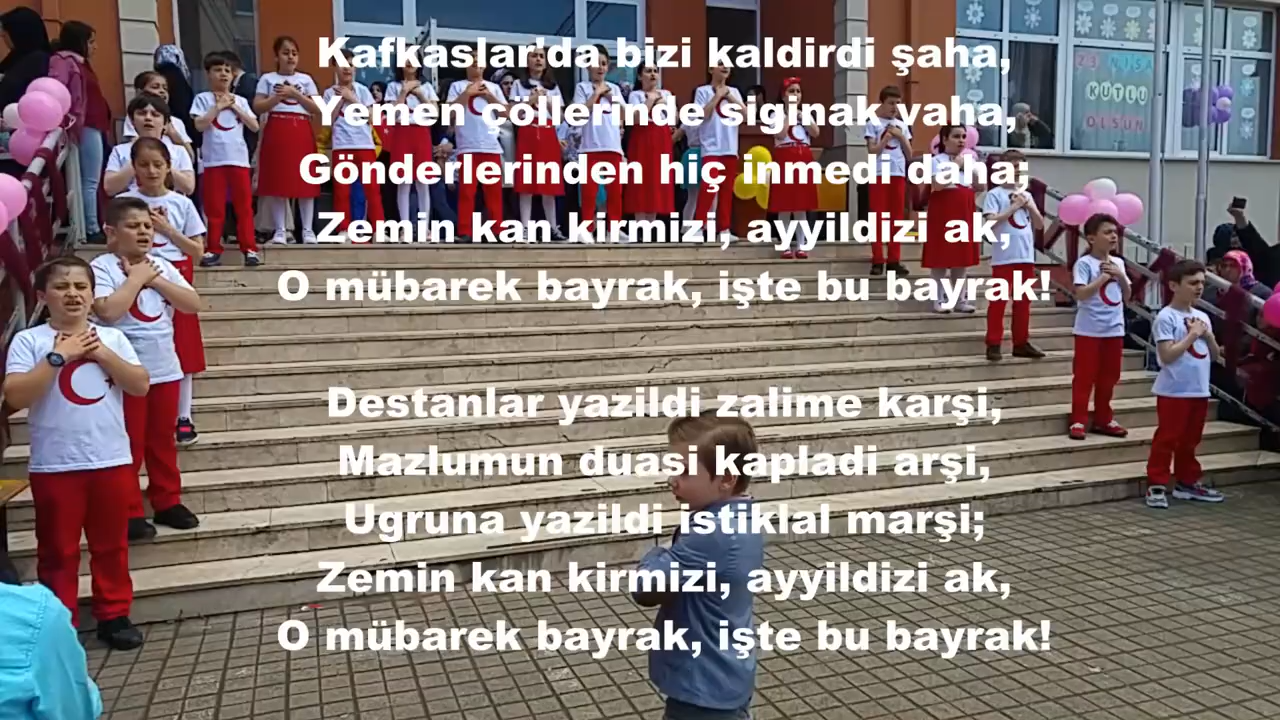 Kafkaslar'da bizi kaldirdi şaha,
Yemen çöllerinde siginak vaha,
Gönderlerinden hiç inmedi daha;
Zemin kan kirmizi, ayyildizi ak,
O mübarek bayrak, işte bu bayrak!
Destanlar yazildi zalime karşi,
Mazlumun duasi kapladi arşi,
Ugruna yazildi istiklal marşi;
Zemin kan kirmizi, ayyildizi ak,
O mübarek bayrak, işte bu bayrak!
23 NİSA
KUTLU
OLSUN